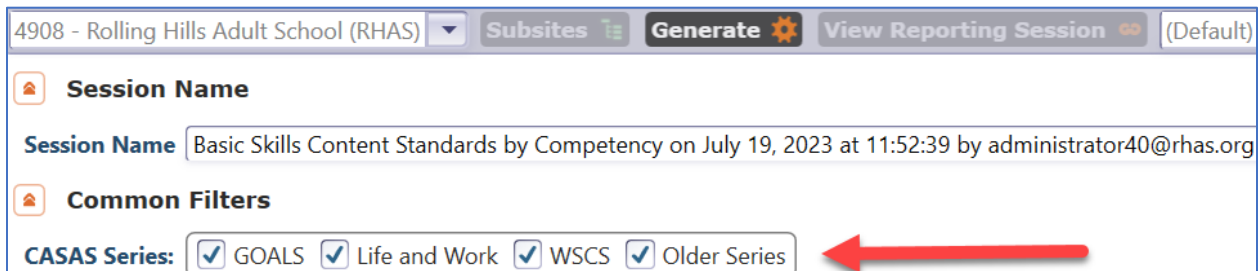 4908 - Rolling Hills Adult School (RHAS) Subsites Generate View Reporting Session (Default)
Session Name
Session Name Basic Skills Content Standards by Competency on July 19, 2023 at 11:52:39 by administrator40@rhas.org
Common Filters
CASAS Series: GOALS Life and Work WSCS Older Series